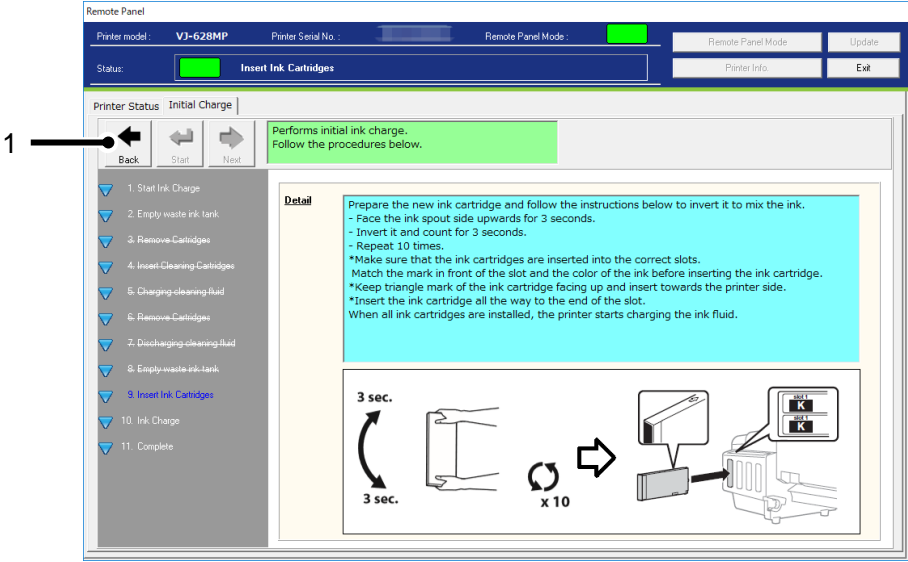 Remote Panel
Printer model : VJ-628MP Printer Serial No. : Remote Panel Mode : Remote Panel Mode Update
Status: Insert Ink Cartridges Printer Info. Exit
Printer Status Initial Charge
1
Back Start Next
Performs initial ink charge.
Follow the procedures below.
1. Start Ink Charge
2. Empty waste ink tank
3. Remove Cartridges
4. Insert Cleaning Cartridges
5. Charging cleaning fluid
6. Remove Cartridges
7. Discharging cleaning fluid
8. Empty waste ink tank
9. Insert Ink Cartridges
10. Ink Charge
11. Complete
Detail
Prepare the new ink cartridge and follow the instructions below to invert it to mix the ink.
- Face the ink spout side upwards for 3 seconds.
- Invert it and count for 3 seconds.
- Repeat 10 times.
*Make sure that the ink cartridges are inserted into the correct slots.
Match the mark in front of the slot and the color of the ink before inserting the ink cartridge.
*Keep triangle mark of the ink cartridge facing up and insert towards the printer side.
*Insert the ink cartridge all the way to the end of the slot.
When all ink cartridges are installed, the printer starts charging the ink fluid.
3 sec.
3 sec.
x 10
slot 1
K
slot 1
K